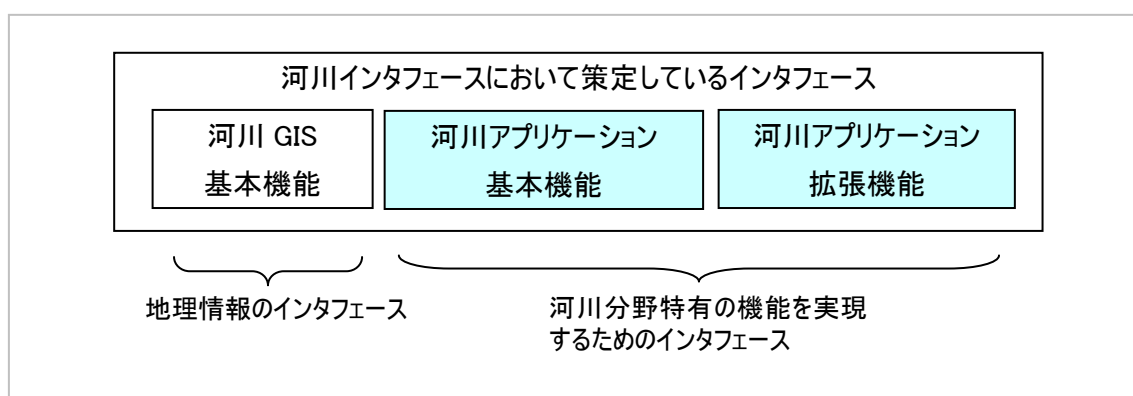 河川インタフェースにおいて策定しているインタフェース
河川 GIS
基本機能
河川アプリケーション
基本機能
河川アプリケーション
拡張機能
地理情報のインタフェース
河川分野特有の機能を実現
するためのインタフェース